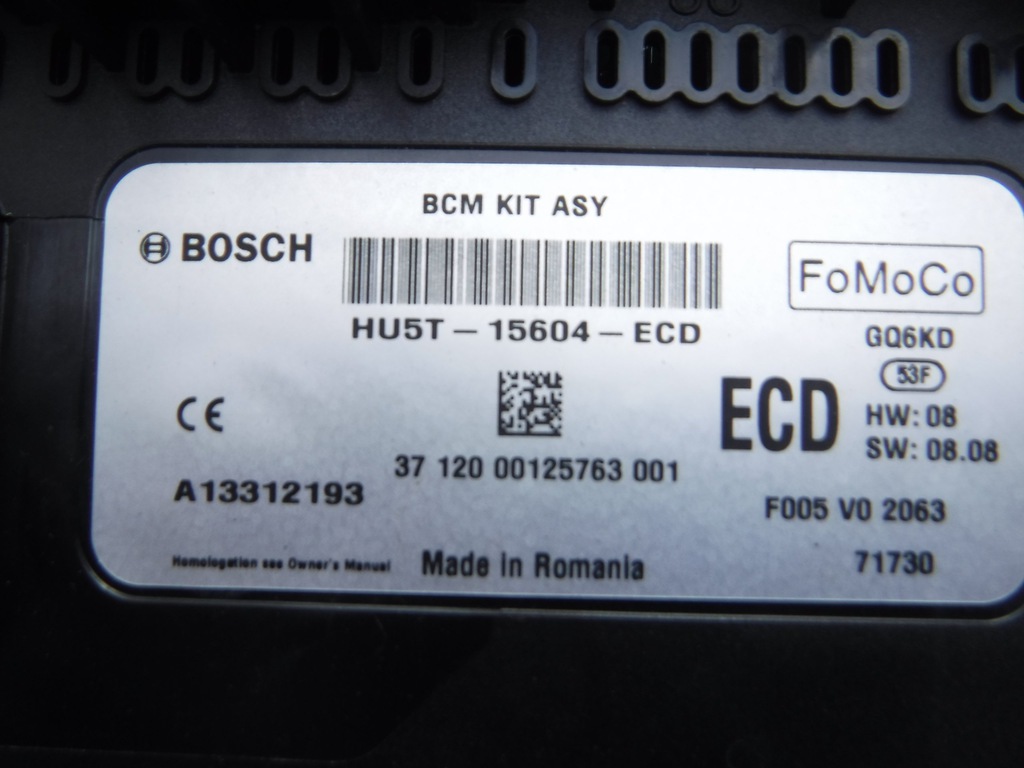 BCM KIT ASY
BOSCH
HU5T-15604-ECD
FoMoCo
GQ6KD
53F
CE
ECD
HW: 08
SW: 08.08
37 120 00125763 001
A13312193
F005 V0 2063
Homologation see Owner's Manual
Made in Romania
71730